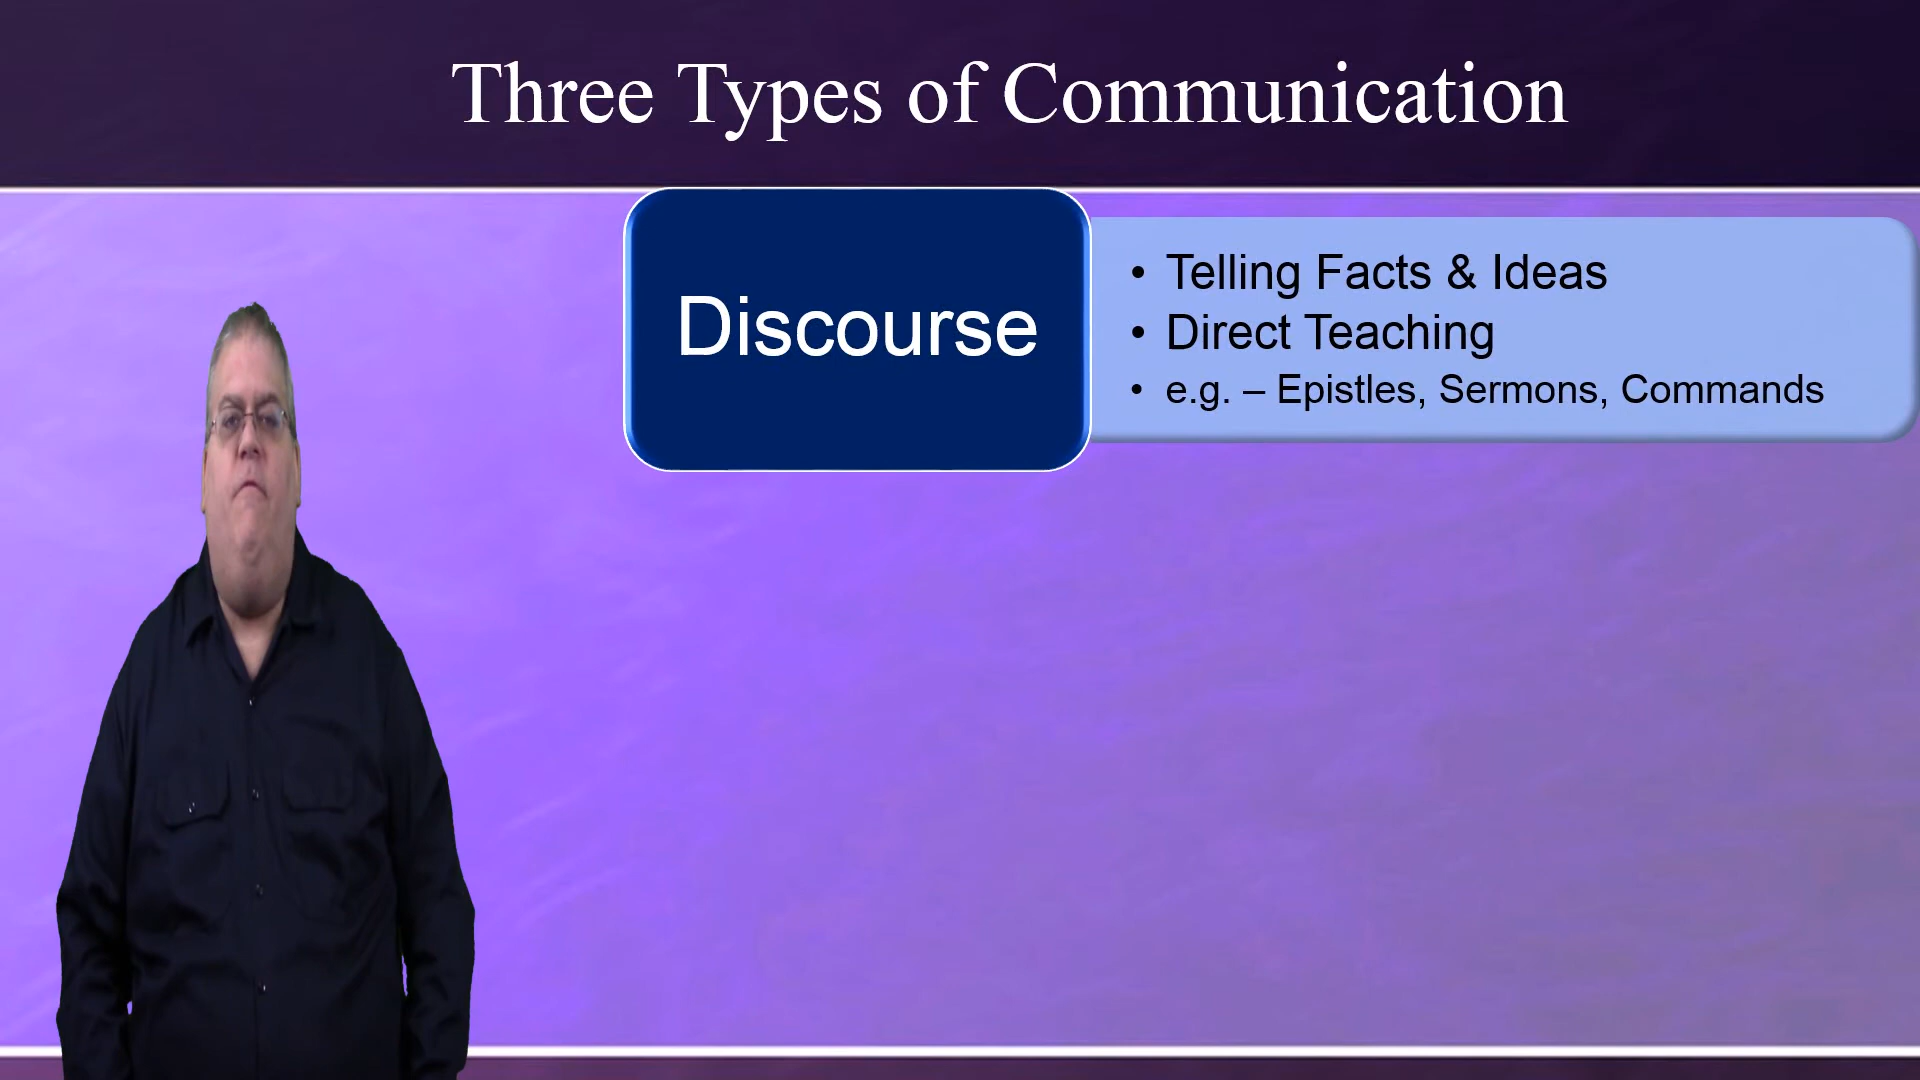 Three Types of Communication
Discourse
• Telling Facts & Ideas
• Direct Teaching
• e.g. – Epistles, Sermons, Commands